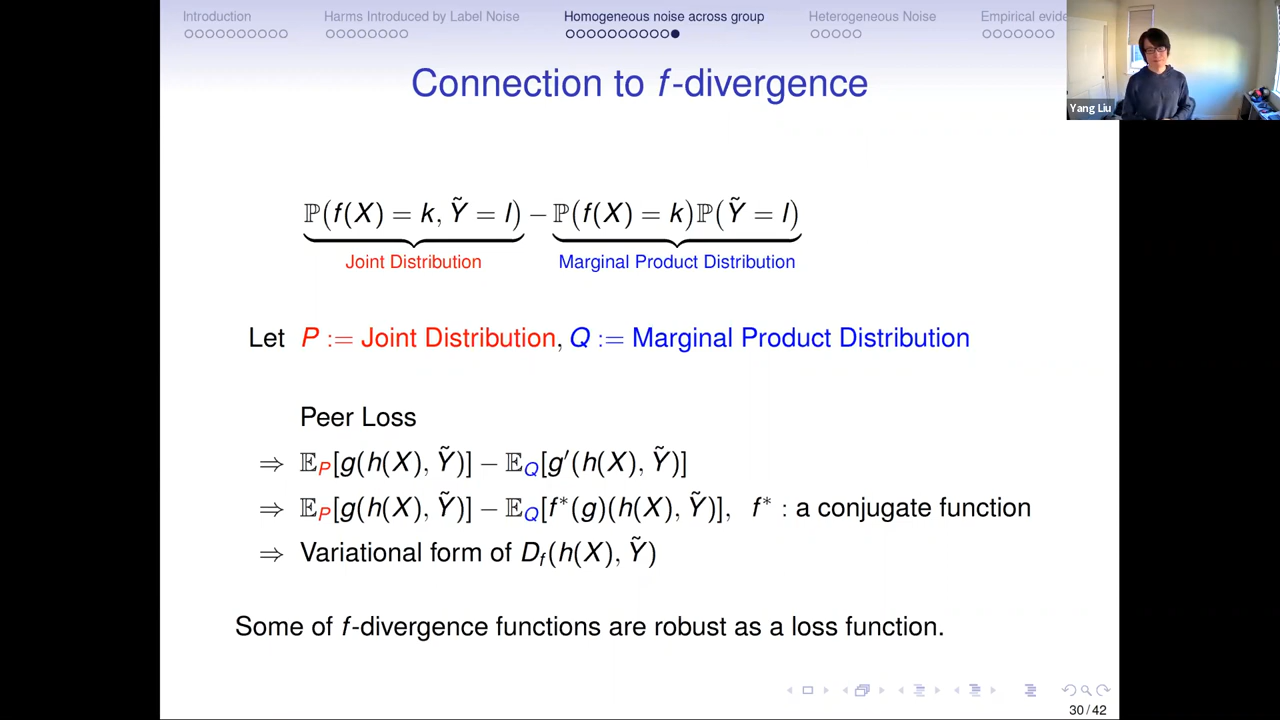 Introduction Harms Introduced by Label Noise Homogeneous noise across group Heterogeneous Noise Empirical evide
Yang Liu
Connection to f-divergence
ℙ(f(X) = k, Ỹ = l) − ℙ(f(X) = k)ℙ(Ỹ = l)
Joint Distribution Marginal Product Distribution
Let P := Joint Distribution, Q := Marginal Product Distribution
Peer Loss
⇒ 𝔼_P[g(h(X), Ỹ)] − 𝔼_Q[g′(h(X), Ỹ)]
⇒ 𝔼_P[g(h(X), Ỹ)] − 𝔼_Q[f*(g)(h(X), Ỹ)], f* : a conjugate function
⇒ Variational form of D_f(h(X), Ỹ)
Some of f-divergence functions are robust as a loss function.
30 / 42